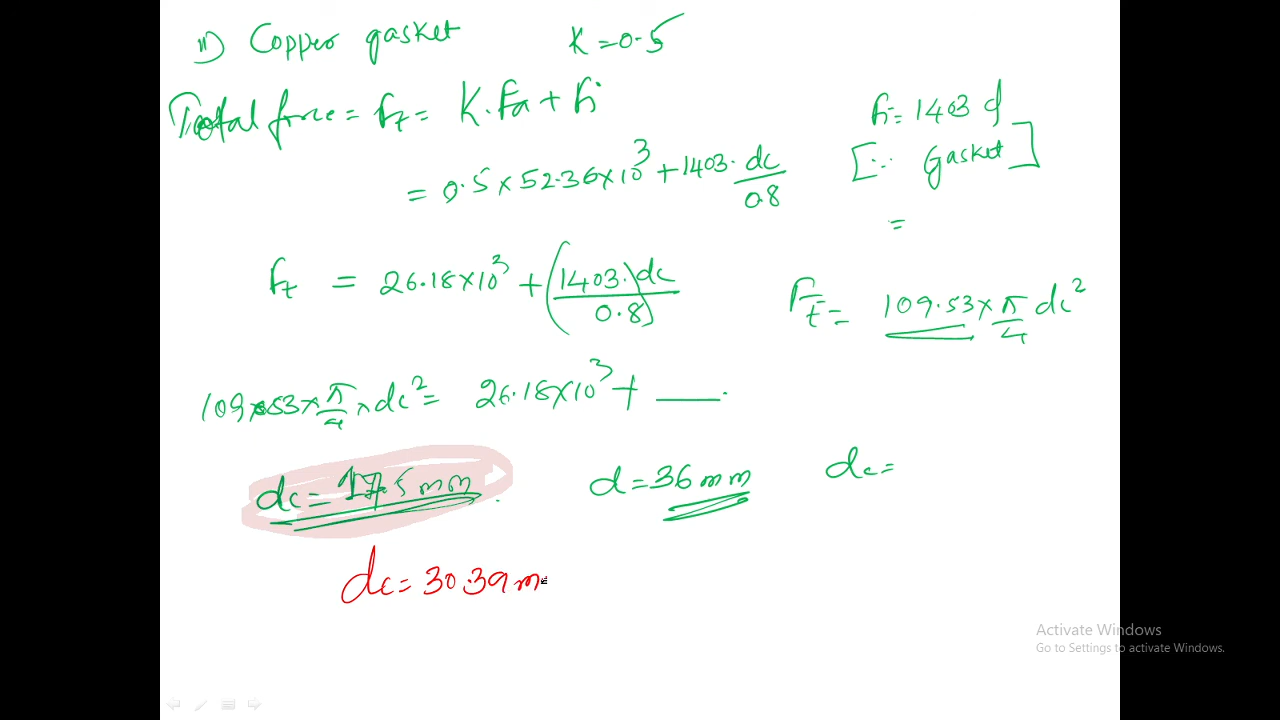 ii) Copper gasket K = 0.5
Total force = Ft = K.Fa + Fi
Fi = 1403 d
[∵ Gasket]
= 0.5 × 52.36 × 10³ + 1403. dc/0.8
=
Ft = 26.18 × 10³ + (1403.)dc/0.8)
Ft = 109.53 × π/4 dc²
109.53 × π/4 × dc² = 26.18 × 10³ + ___.
dc = 17.5 mm
d = 36 mm
dc =
dc = 30.39 m
Activate Windows
Go to Settings to activate Windows.